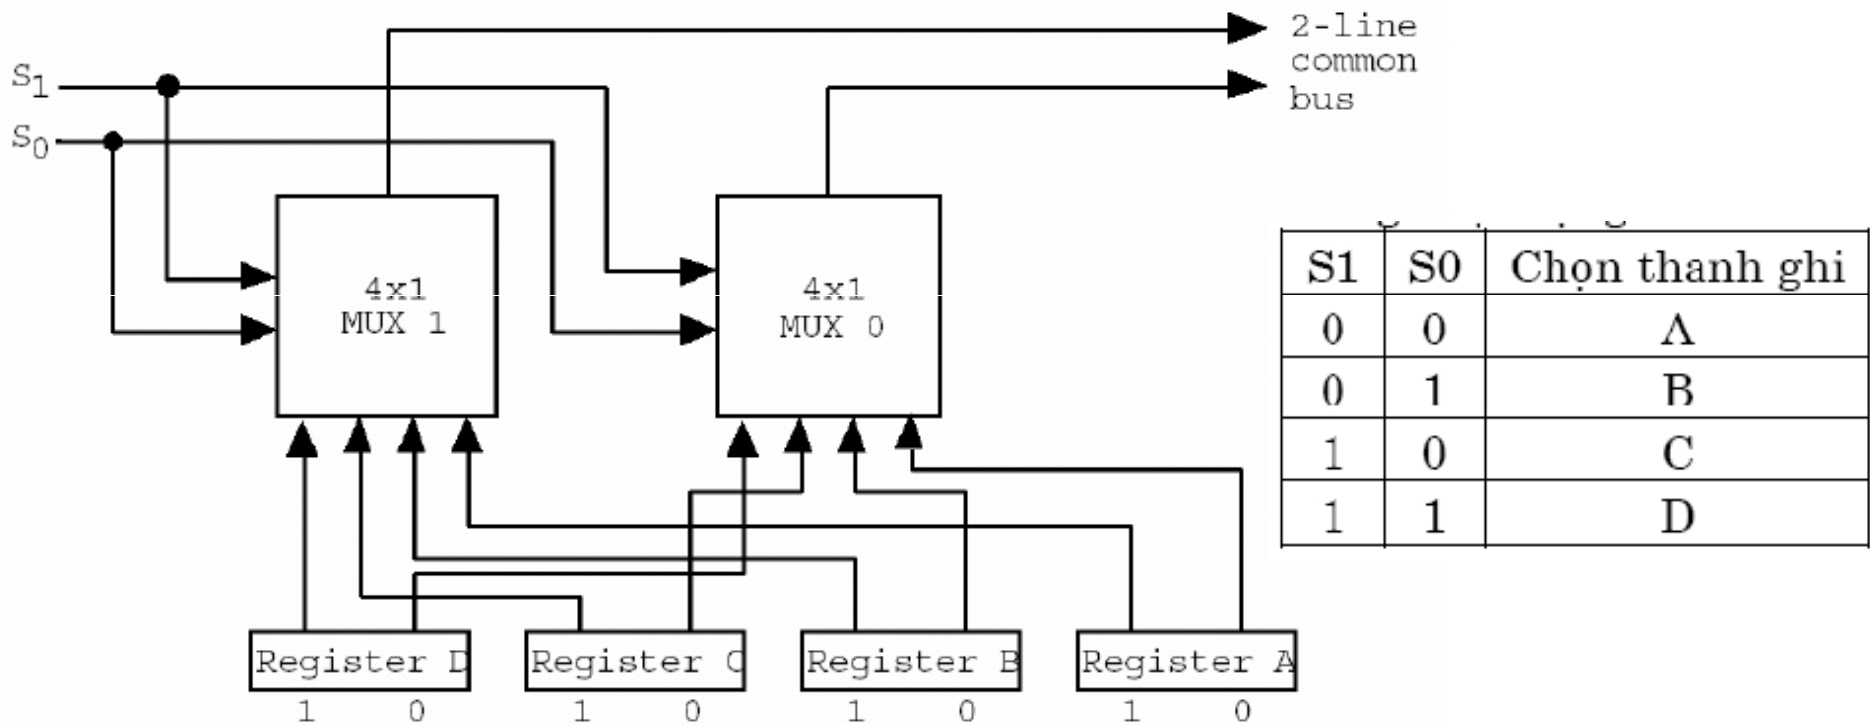 2-line
common
bus
S1
S0
4x1
MUX 1
4x1
MUX 0
Register D
Register C
Register B
Register A
1 0 1 0 1 0 1 0
S1 S0 Chọn thanh ghi
0 0 A
0 1 B
1 0 C
1 1 D